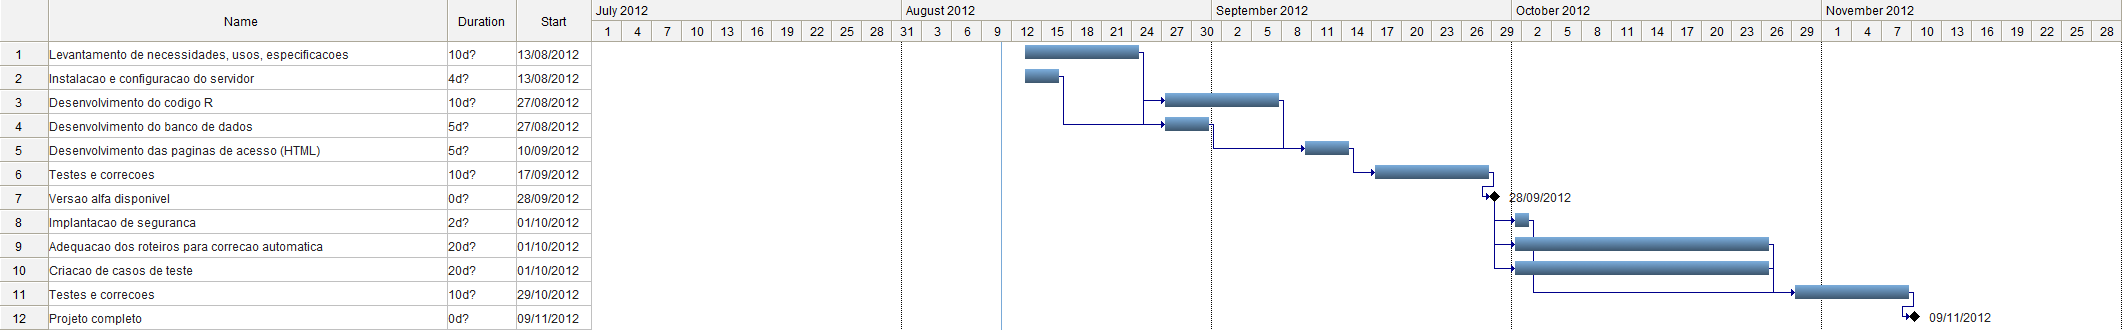 Name Duration Start July 2012 August 2012 September 2012 October 2012 November 2012
1 4 7 10 13 16 19 22 25 28 31 3 6 9 12 15 18 21 24 27 30 2 5 8 11 14 17 20 23 26 29 2 5 8 11 14 17 20 23 26 29 1 4 7 10 13 16 19 22 25 28
1 Levantamento de necessidades, usos, especificacoes 10d? 13/08/2012
2 Instalacao e configuracao do servidor 4d? 13/08/2012
3 Desenvolvimento do codigo R 10d? 27/08/2012
4 Desenvolvimento do banco de dados 5d? 27/08/2012
5 Desenvolvimento das paginas de acesso (HTML) 5d? 10/09/2012
6 Testes e correcoes 10d? 17/09/2012
7 Versao alfa disponivel 0d? 28/09/2012 28/09/2012
8 Implantacao de seguranca 2d? 01/10/2012
9 Adequacao dos roteiros para correcao automatica 20d? 01/10/2012
10 Criacao de casos de teste 20d? 01/10/2012
11 Testes e correcoes 10d? 29/10/2012
12 Projeto completo 0d? 09/11/2012 09/11/2012